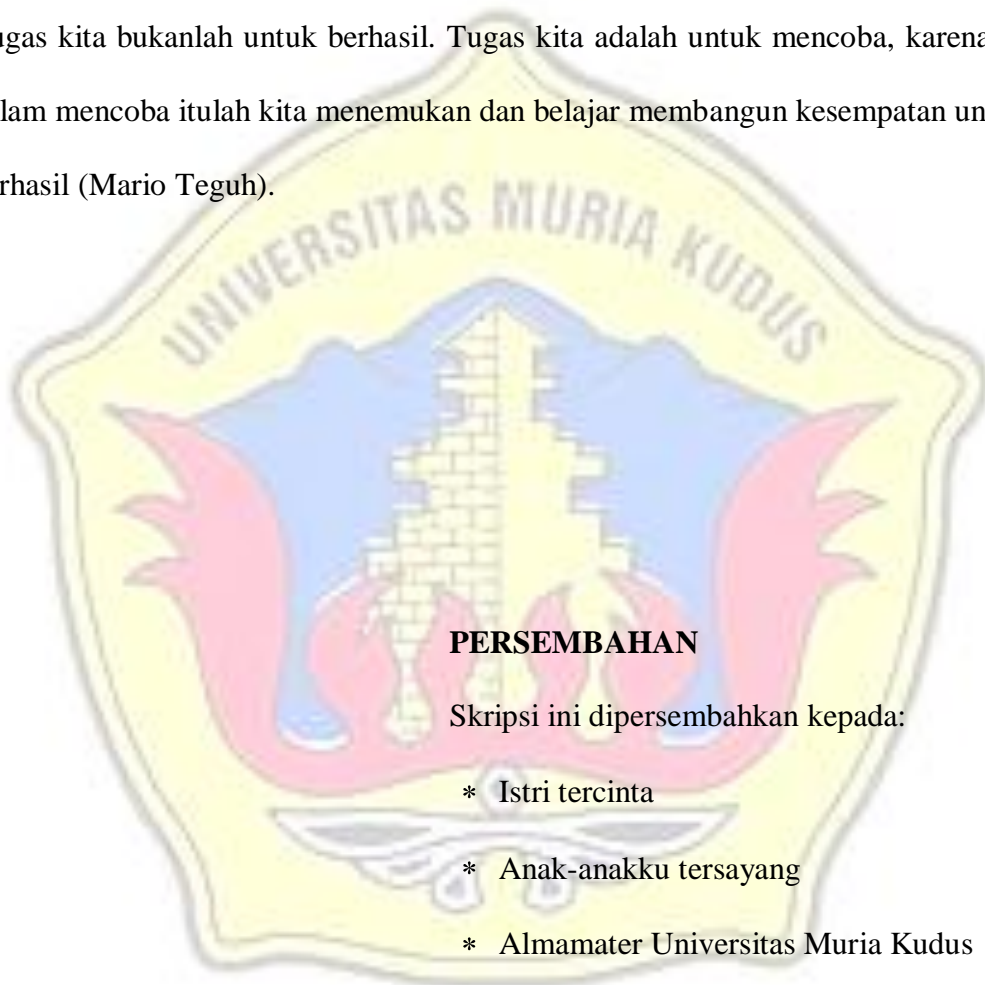 ugas kita bukanlah untuk berhasil. Tugas kita adalah untuk mencoba, karena
lam mencoba itulah kita menemukan dan belajar membangun kesempatan un
rhasil (Mario Teguh).
UNIVERSITAS MURIA KUDUS
PERSEMBAHAN
Skripsi ini dipersembahkan kepada:
* Istri tercinta
* Anak-anakku tersayang
* Almamater Universitas Muria Kudus